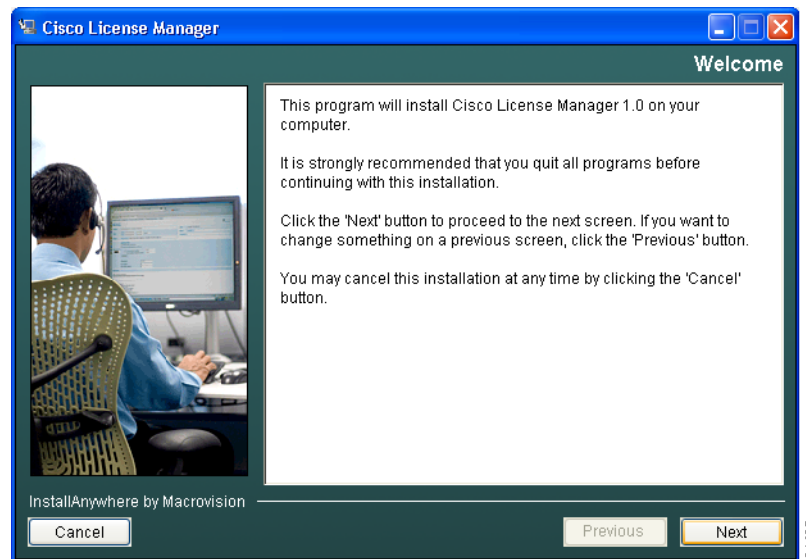 Cisco License Manager
Welcome
This program will install Cisco License Manager 1.0 on your
computer.
It is strongly recommended that you quit all programs before
continuing with this installation.
Click the 'Next' button to proceed to the next screen. If you want to
change something on a previous screen, click the 'Previous' button.
You may cancel this installation at any time by clicking the 'Cancel'
button.
InstallAnywhere by Macrovision
Cancel
Previous
Next